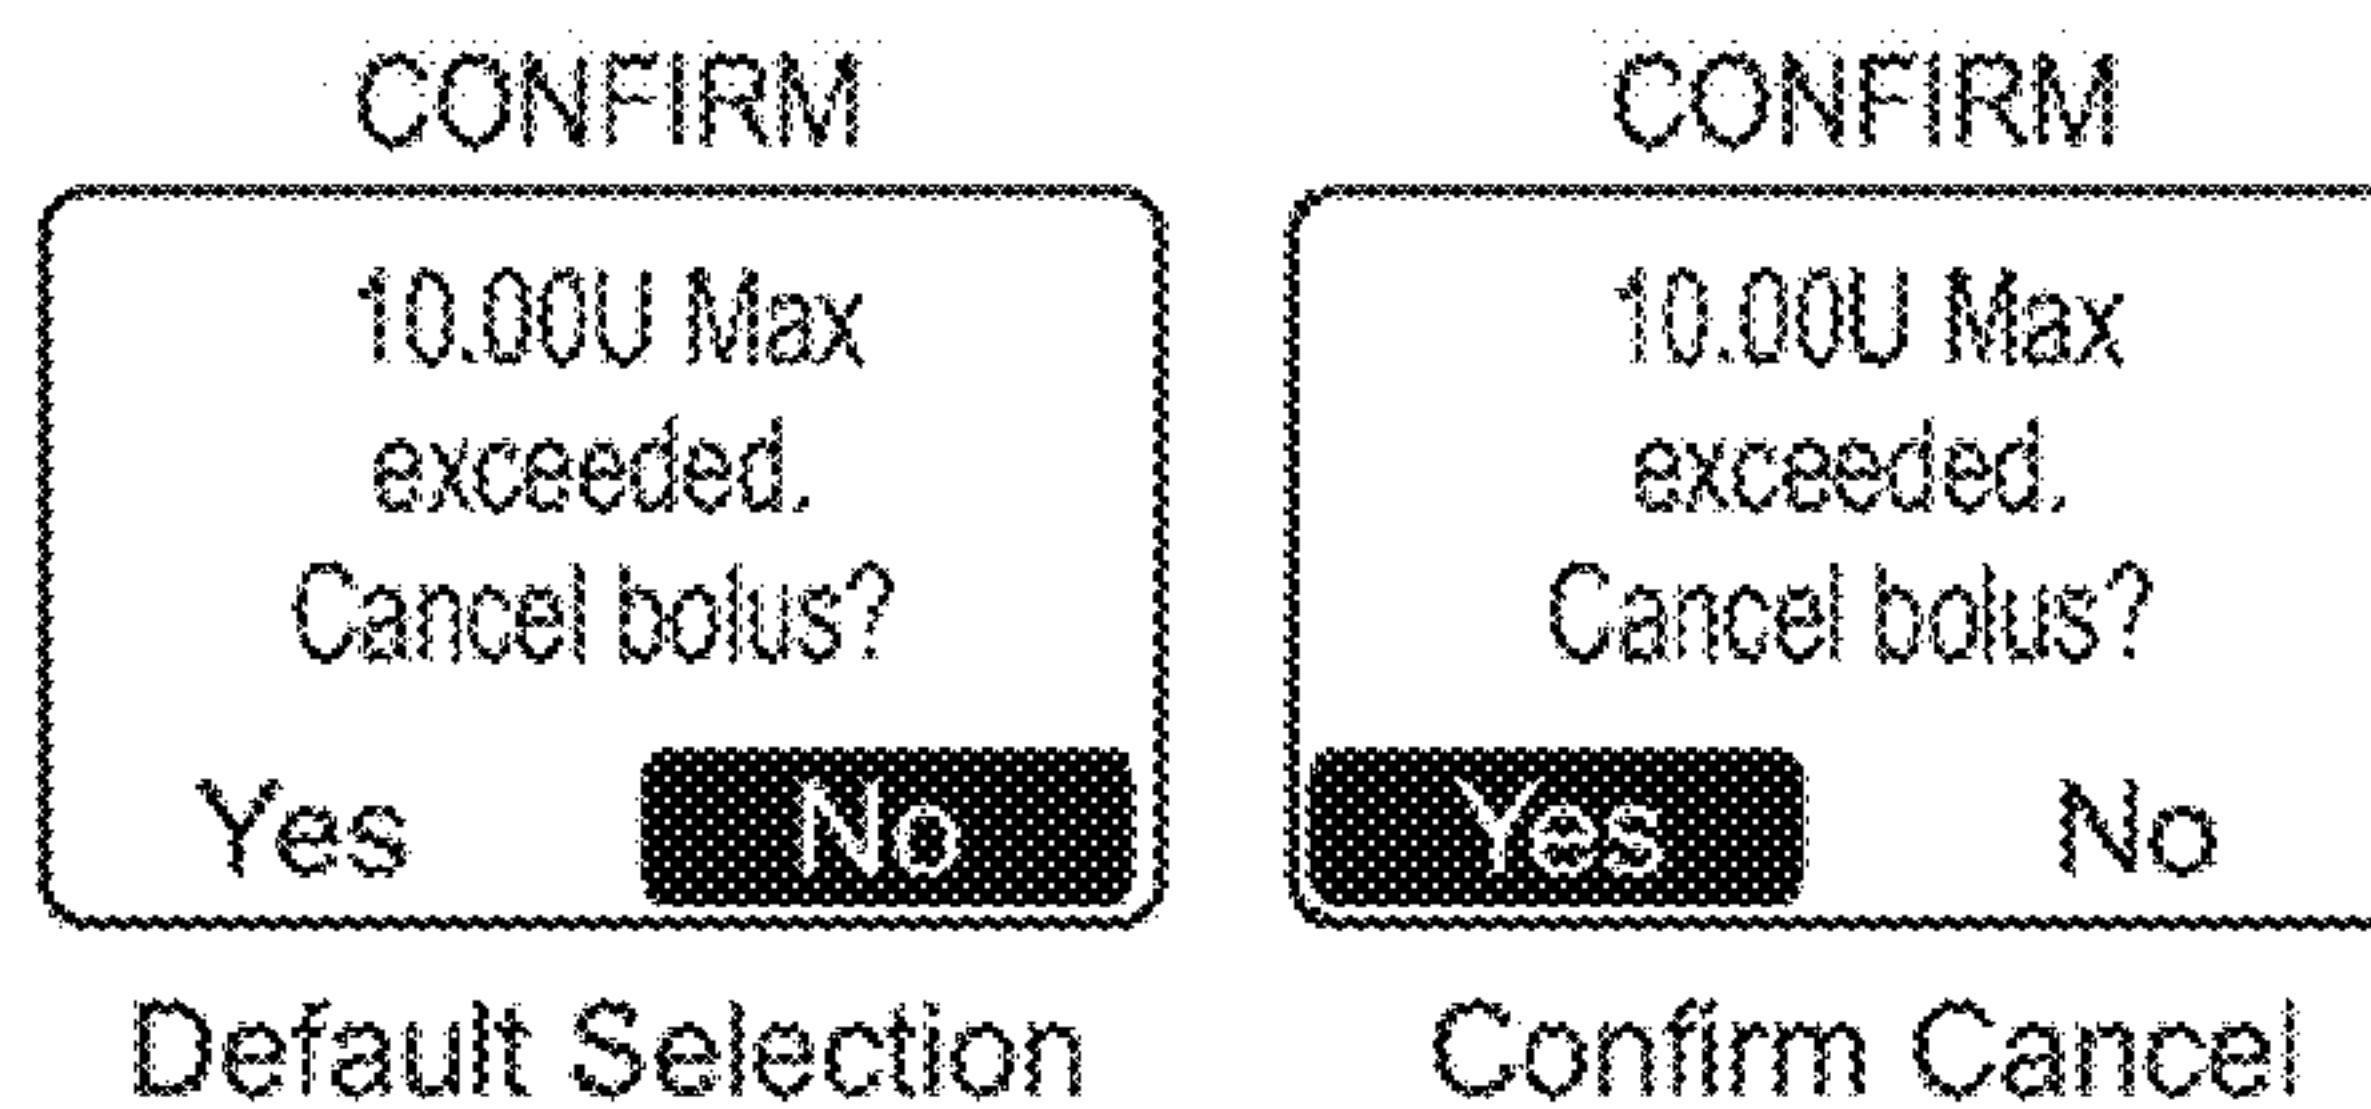 CONFIRM
10.00U Max
exceeded.
Cancel bolus?
Yes No
Default Selection
CONFIRM
10.00U Max
exceeded.
Cancel bolus?
Yes No
Confirm Cancel